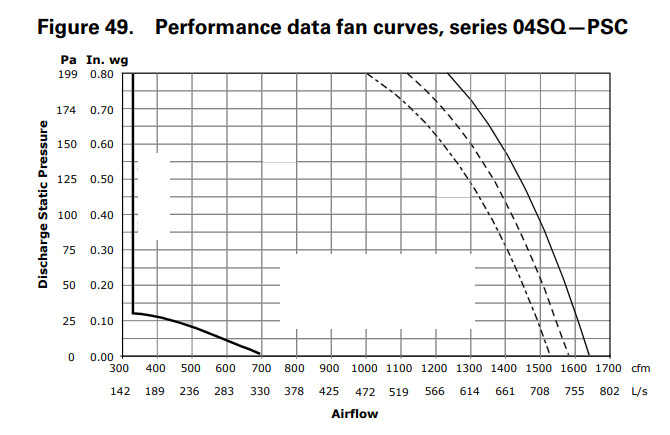 Figure 49. Performance data fan curves, series 04SQ—PSC
Pa In. wg
199 0.80
174 0.70
150 0.60
125 0.50
100 0.40
75 0.30
50 0.20
25 0.10
0 0.00
Discharge Static Pressure
300 400 500 600 700 800 900 1000 1100 1200 1300 1400 1500 1600 1700 cfm
142 189 236 283 330 378 425 472 519 566 614 661 708 755 802 L/s
Airflow